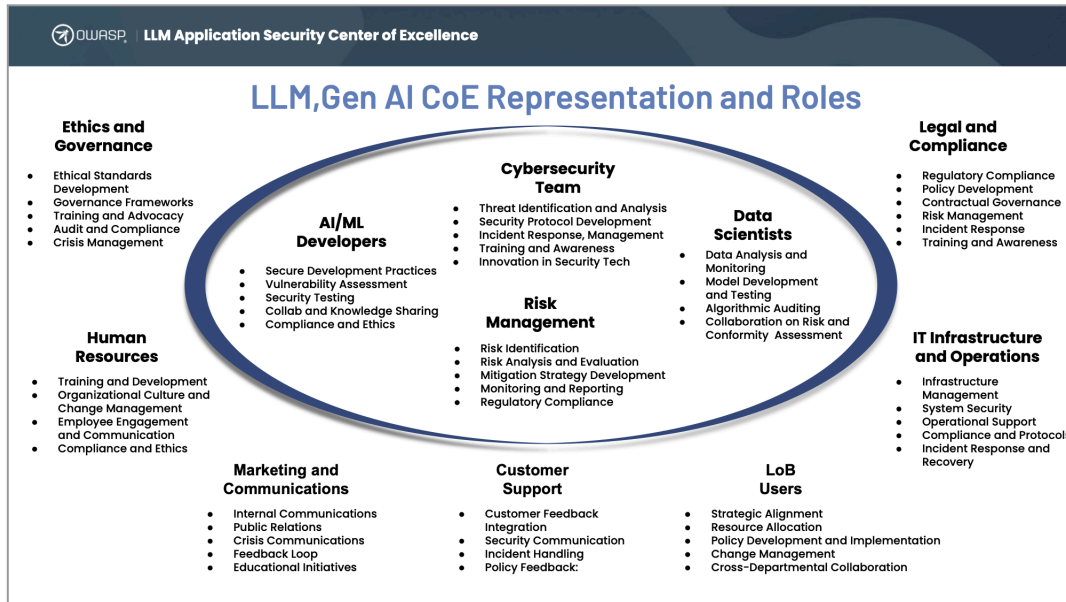 OWASP | LLM Application Security Center of Excellence
LLM,Gen AI CoE Representation and Roles
Ethics and
Governance
• Ethical Standards
Development
• Governance Frameworks
• Training and Advocacy
• Audit and Compliance
• Crisis Management
Cybersecurity
Team
• Threat Identification and Analysis
• Security Protocol Development
• Incident Response, Management
• Training and Awareness
• Innovation in Security Tech
Legal and
Compliance
• Regulatory Compliance
• Policy Development
• Contractual Governance
• Risk Management
• Incident Response
• Training and Awareness
AI/ML
Developers
• Secure Development Practices
• Vulnerability Assessment
• Security Testing
• Collab and Knowledge Sharing
• Compliance and Ethics
Data
Scientists
• Data Analysis and
Monitoring
• Model Development
and Testing
• Algorithmic Auditing
• Collaboration on Risk and
Conformity Assessment
Risk
Management
• Risk Identification
• Risk Analysis and Evaluation
• Mitigation Strategy Development
• Monitoring and Reporting
• Regulatory Compliance
Human
Resources
• Training and Development
• Organizational Culture and
Change Management
• Employee Engagement
and Communication
• Compliance and Ethics
IT Infrastructure
and Operations
• Infrastructure
Management
• System Security
• Operational Support
• Compliance and Protocols
• Incident Response and
Recovery
Marketing and
Communications
• Internal Communications
• Public Relations
• Crisis Communications
• Feedback Loop
• Educational Initiatives
Customer
Support
• Customer Feedback
Integration
• Security Communication
• Incident Handling
• Policy Feedback:
LoB
Users
• Strategic Alignment
• Resource Allocation
• Policy Development and Implementation
• Change Management
• Cross-Departmental Collaboration